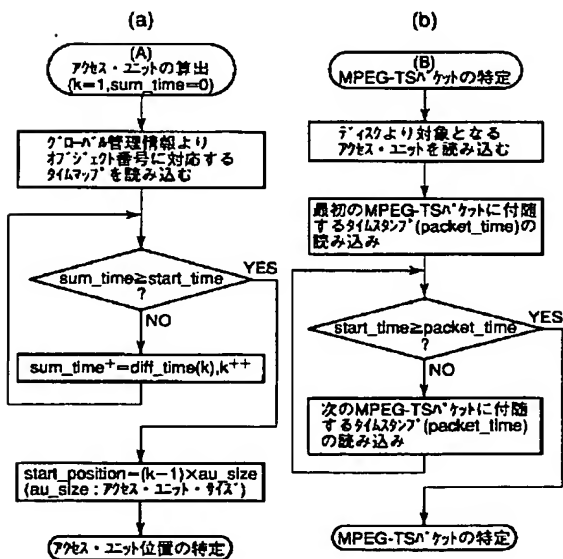 (a)
(A)
アクセス・ユニットの算出
{k=1,sum_time=0}
グローバル管理情報より
オブジェクト番号に対応する
タイムマップを読み込む
sum_time≧start_time
?
YES
NO
sum_time+=diff_time(k),k++
start_position=(k-1)×au_size
(au_size:アクセス・ユニット・サイズ)
アクセス・ユニット位置の特定
(b)
(B)
MPEG-TSパケットの特定
ディスクより対象となる
アクセス・ユニットを読み込む
最初のMPEG-TSパケットに付随
するタイムスタンプ(packet_time)の
読み込み
start_time≧packet_time
?
YES
NO
次のMPEG-TSパケットに付随
するタイムスタンプ(packet_time)
の読み込み
MPEG-TSパケットの特定